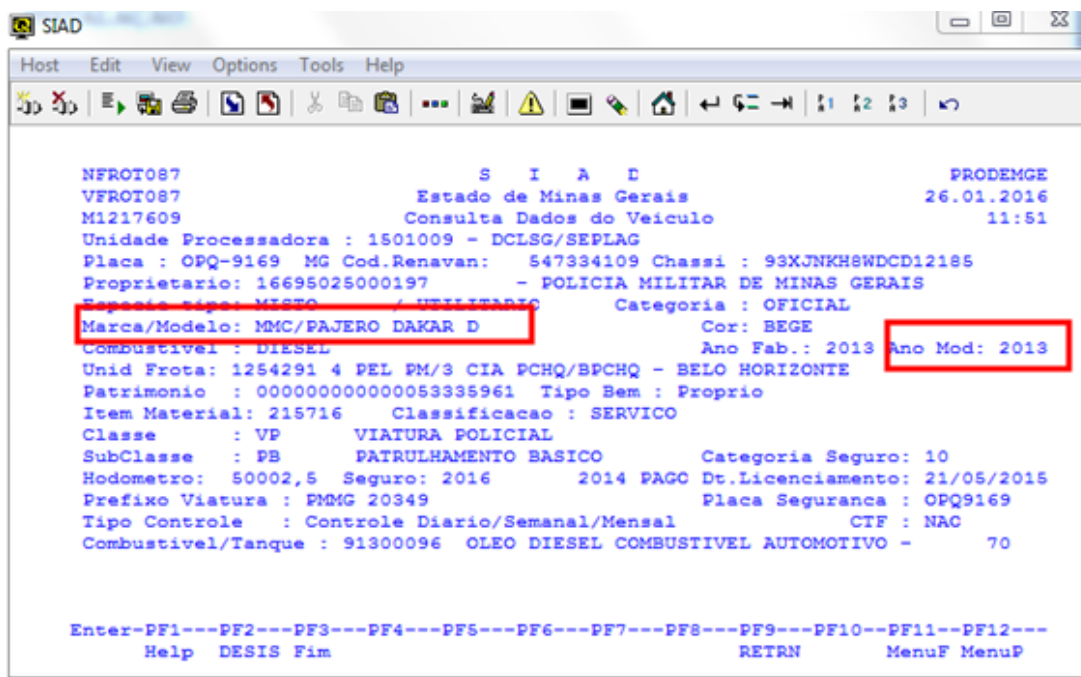 SIAD
Host Edit View Options Tools Help
NFROT087 S I A D PRODEMGE
VFROT087 Estado de Minas Gerais 26.01.2016
M1217609 Consulta Dados do Veiculo 11:51
Unidade Processadora : 1501009 - DCLSG/SEPLAG
Placa : OPQ-9169 MG Cod.Renavan: 547334109 Chassi : 93XJNKH8WDCD12185
Proprietario: 16695025000197 - POLICIA MILITAR DE MINAS GERAIS
Especie tipo: MISTO / UTILITARIO Categoria : OFICIAL
Marca/Modelo: MMC/PAJERO DAKAR D Cor: BEGE
Combustivel : DIESEL Ano Fab.: 2013 Ano Mod: 2013
Unid Frota: 1254291 4 PEL PM/3 CIA PCHQ/BPCHQ - BELO HORIZONTE
Patrimonio : 000000000000053335961 Tipo Bem : Proprio
Item Material: 215716 Classificacao : SERVICO
Classe : VP VIATURA POLICIAL
SubClasse : PB PATRULHAMENTO BASICO Categoria Seguro: 10
Hodometro: 50002,5 Seguro: 2016 2014 PAGO Dt.Licenciamento: 21/05/2015
Prefixo Viatura : PMMG 20349 Placa Seguranca : OPQ9169
Tipo Controle : Controle Diario/Semanal/Mensal CTF : NAO
Combustivel/Tanque : 91300096 OLEO DIESEL COMBUSTIVEL AUTOMOTIVO - 70
Enter-PF1---PF2---PF3---PF4---PF5---PF6---PF7---PF8---PF9---PF10--PF11--PF12---
Help DESIS Fim RETRN MenuF MenuP